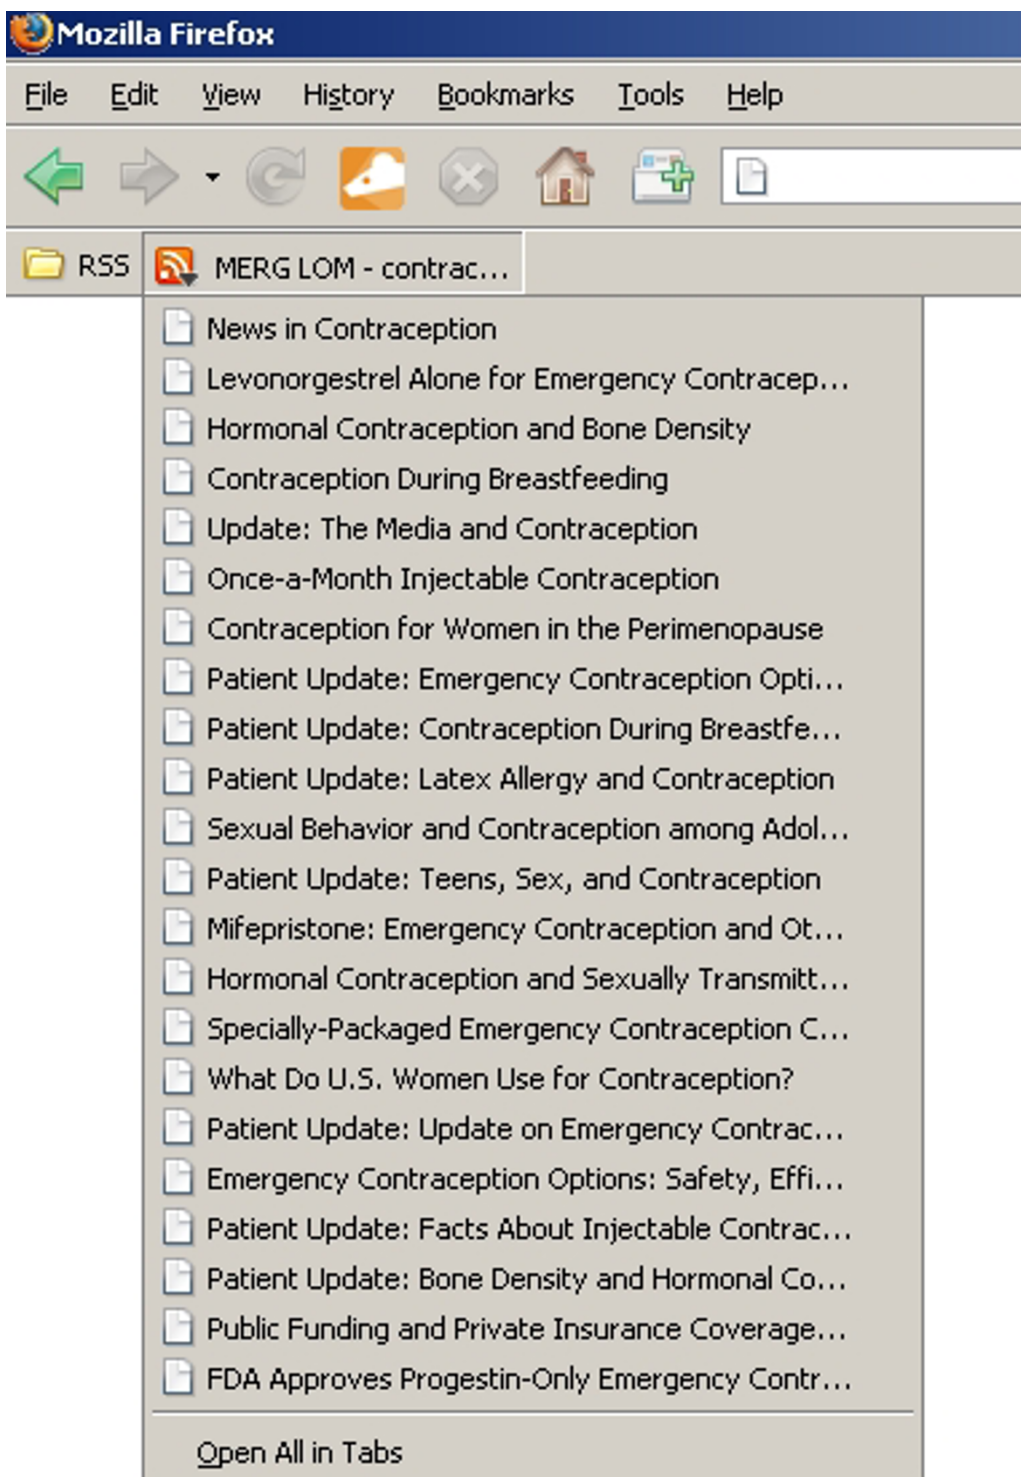 Mozilla Firefox
File Edit View History Bookmarks Tools Help
RSS MERG LOM - contrac...
News in Contraception
Levonorgestrel Alone for Emergency Contracep...
Hormonal Contraception and Bone Density
Contraception During Breastfeeding
Update: The Media and Contraception
Once-a-Month Injectable Contraception
Contraception for Women in the Perimenopause
Patient Update: Emergency Contraception Opti...
Patient Update: Contraception During Breastfe...
Patient Update: Latex Allergy and Contraception
Sexual Behavior and Contraception among Adol...
Patient Update: Teens, Sex, and Contraception
Mifepristone: Emergency Contraception and Ot...
Hormonal Contraception and Sexually Transmitt...
Specially-Packaged Emergency Contraception C...
What Do U.S. Women Use for Contraception?
Patient Update: Update on Emergency Contrac...
Emergency Contraception Options: Safety, Effi...
Patient Update: Facts About Injectable Contrac...
Patient Update: Bone Density and Hormonal Co...
Public Funding and Private Insurance Coverage...
FDA Approves Progestin-Only Emergency Contr...
Open All in Tabs